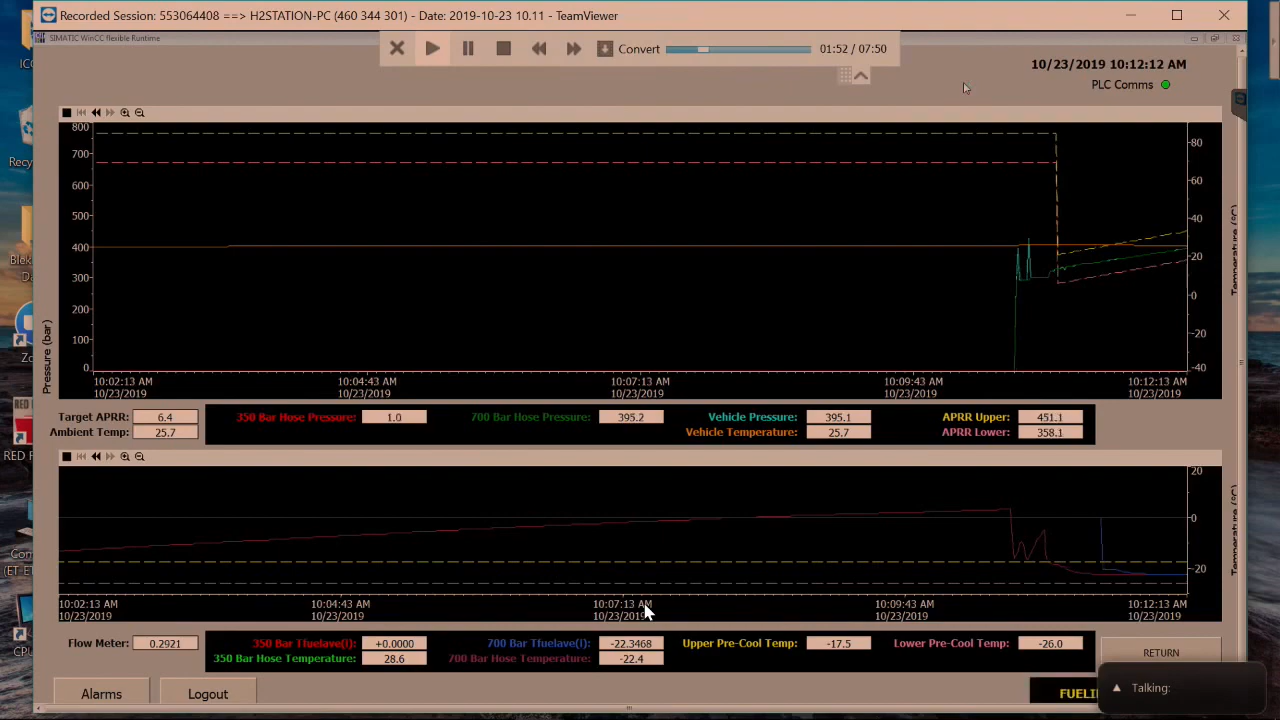 Recorded Session: 553064408 ==> H2STATION-PC (460 344 301) - Date: 2019-10-23 10.11 - TeamViewer
SIMATIC WinCC flexible Runtime
Convert 01:52 / 07:50
10/23/2019 10:12:12 AM
PLC Comms
800
700
600
500
400
300
200
100
0
Pressure (bar)
80
60
40
20
0
-20
-40
Temperature (°C)
10:02:13 AM 10:04:43 AM 10:07:13 AM 10:09:43 AM 10:12:13 AM
10/23/2019 10/23/2019 10/23/2019 10/23/2019 10/23/2019
Target APRR: 6.4 350 Bar Hose Pressure: 1.0 700 Bar Hose Pressure: 395.2 Vehicle Pressure: 395.1 APRR Upper: 451.1
Ambient Temp: 25.7 Vehicle Temperature: 25.7 APRR Lower: 358.1
20
0
-20
Temperature (°C)
10:02:13 AM 10:04:43 AM 10:07:13 AM 10:09:43 AM 10:12:13 AM
10/23/2019 10/23/2019 10/23/2019 10/23/2019 10/23/2019
Flow Meter: 0.2921 350 Bar Tfuelave(I): +0.0000 700 Bar Tfuelave(I): -22.3468 Upper Pre-Cool Temp: -17.5 Lower Pre-Cool Temp: -26.0
350 Bar Hose Temperature: 28.6 700 Bar Hose Temperature: -22.4
RETURN
Alarms Logout
Talking: